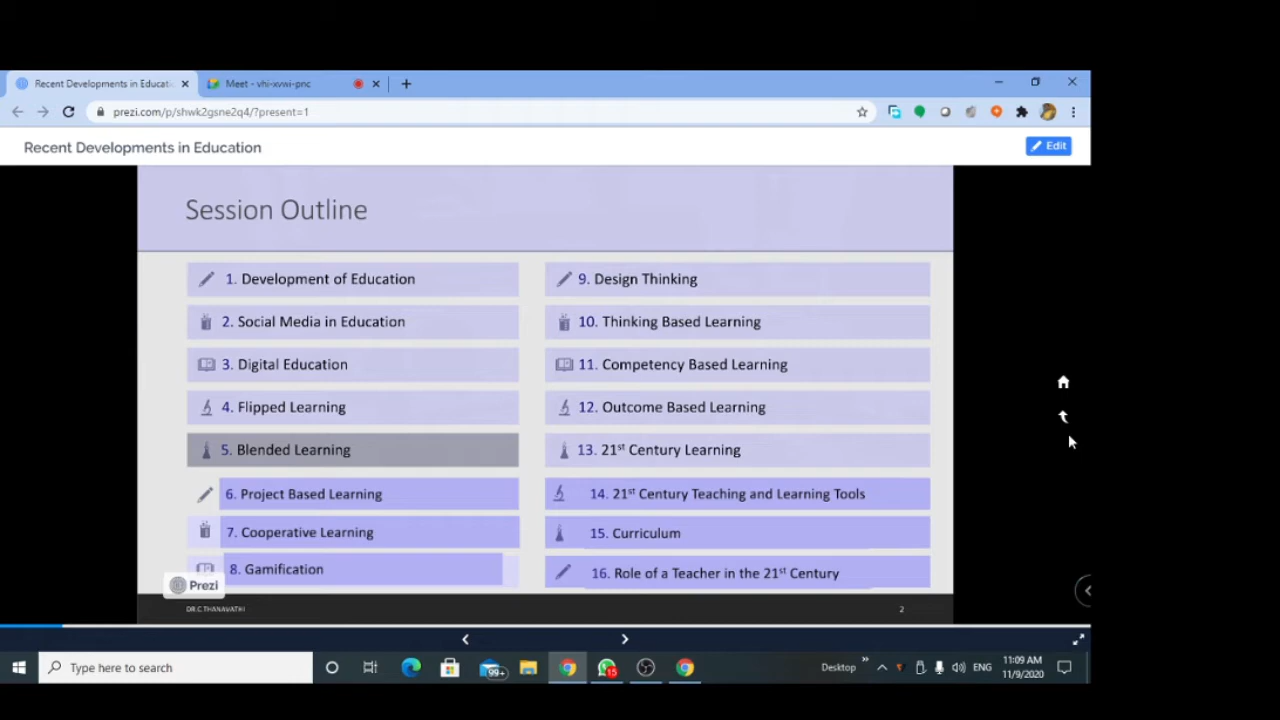 Recent Developments in Educati
Meet - vhi-xvwi-pnc
prezi.com/p/shwk2gsne2q4/?present=1
Recent Developments in Education
Edit
Session Outline
1. Development of Education
2. Social Media in Education
3. Digital Education
4. Flipped Learning
5. Blended Learning
6. Project Based Learning
7. Cooperative Learning
8. Gamification
9. Design Thinking
10. Thinking Based Learning
11. Competency Based Learning
12. Outcome Based Learning
13. 21st Century Learning
14. 21st Century Teaching and Learning Tools
15. Curriculum
16. Role of a Teacher in the 21st Century
Prezi
DR.C.THANAVATHI
2
Type here to search
99+
15
Desktop
ENG
11:09 AM
11/9/2020